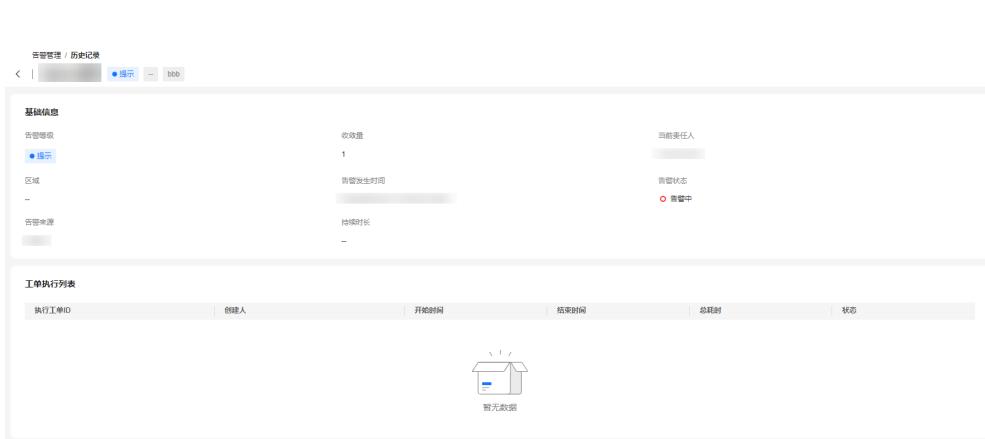 告警管理 / 历史记录
提示 -- bbb
基础信息
告警等级 收敛量 当前责任人
提示 1
区域 告警发生时间 告警状态
-- 告警中
告警来源 持续时长
--
工单执行列表
执行工单ID 创建人 开始时间 结束时间 总耗时 状态
暂无数据